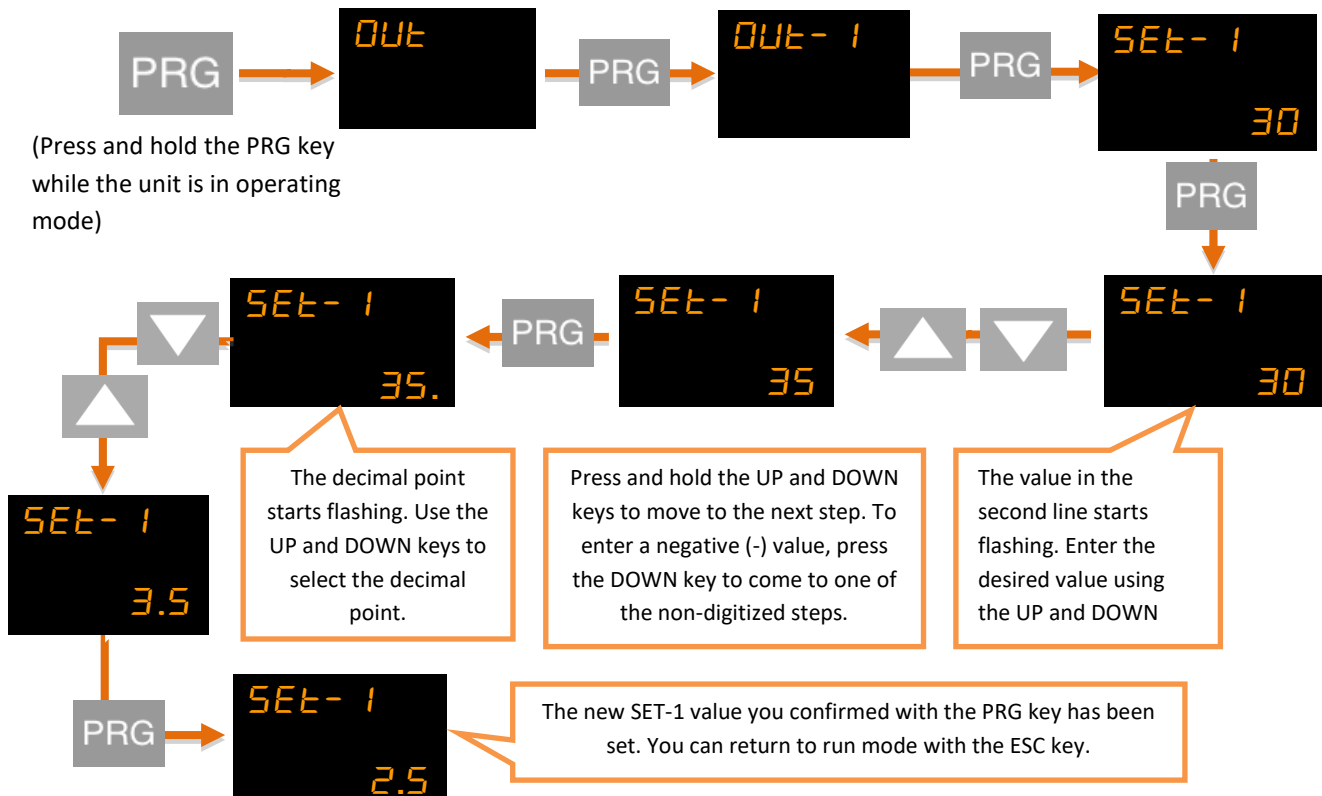 PRG
OUt
PRG
OUt- 1
PRG
SEt- 1
30
(Press and hold the PRG key
while the unit is in operating
mode)
PRG
SEt- 1
30
SEt- 1
35
PRG
SEt- 1
35.
The value in the
second line starts
flashing. Enter the
desired value using
the UP and DOWN
Press and hold the UP and DOWN
keys to move to the next step. To
enter a negative (-) value, press
the DOWN key to come to one of
the non-digitized steps.
The decimal point
starts flashing. Use the
UP and DOWN keys to
select the decimal
point.
SEt- 1
3.5
PRG
SEt- 1
2.5
The new SET-1 value you confirmed with the PRG key has been
set. You can return to run mode with the ESC key.